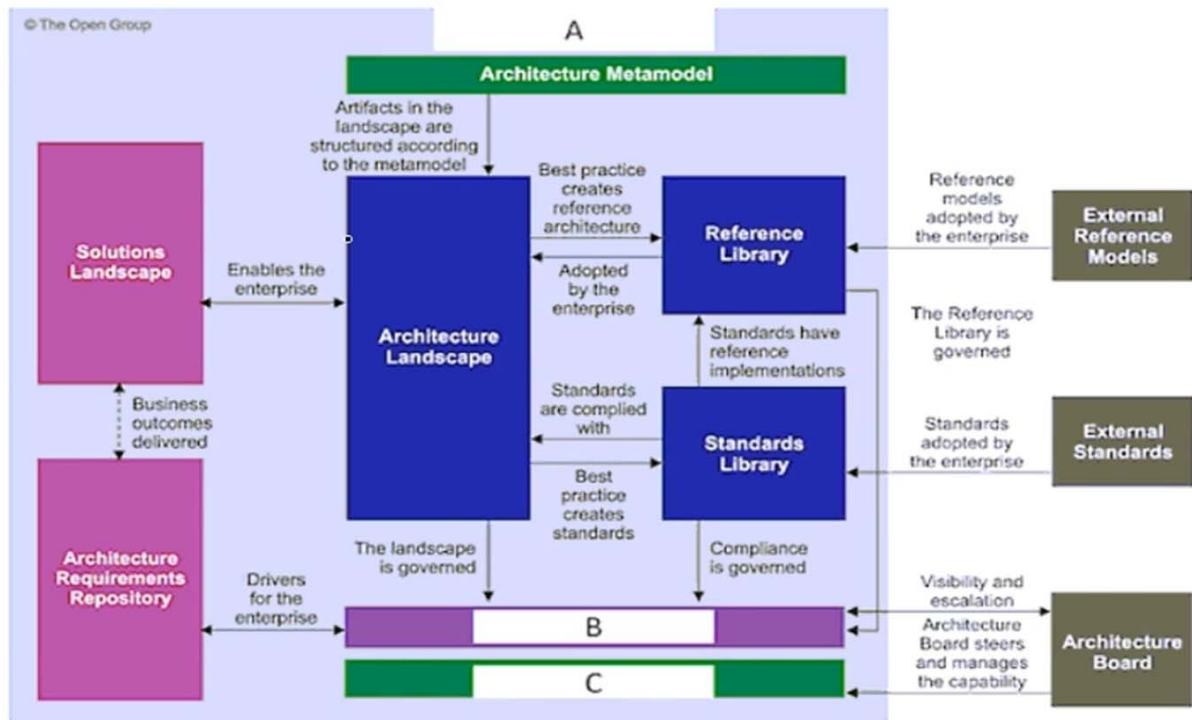 © The Open Group
A
Architecture Metamodel
Artifacts in the
landscape are
structured according
to the metamodel
Best practice
creates
reference
architecture
Reference
models
adopted by
the enterprise
External
Reference
Models
Solutions
Landscape
Enables the
enterprise
Reference
Library
Adopted
by the
enterprise
Architecture
Landscape
Standards have
reference
implementations
The Reference
Library is
governed
Business
outcomes
delivered
Standards
are complied
with
Standards
Library
Standards
adopted by
the enterprise
External
Standards
Best
practice
creates
standards
Architecture
Requirements
Repository
The landscape
is governed
Compliance
is governed
Drivers
for the
enterprise
Visibility and
escalation
B
Architecture
Board steers
and manages
the capability
Architecture
Board
C